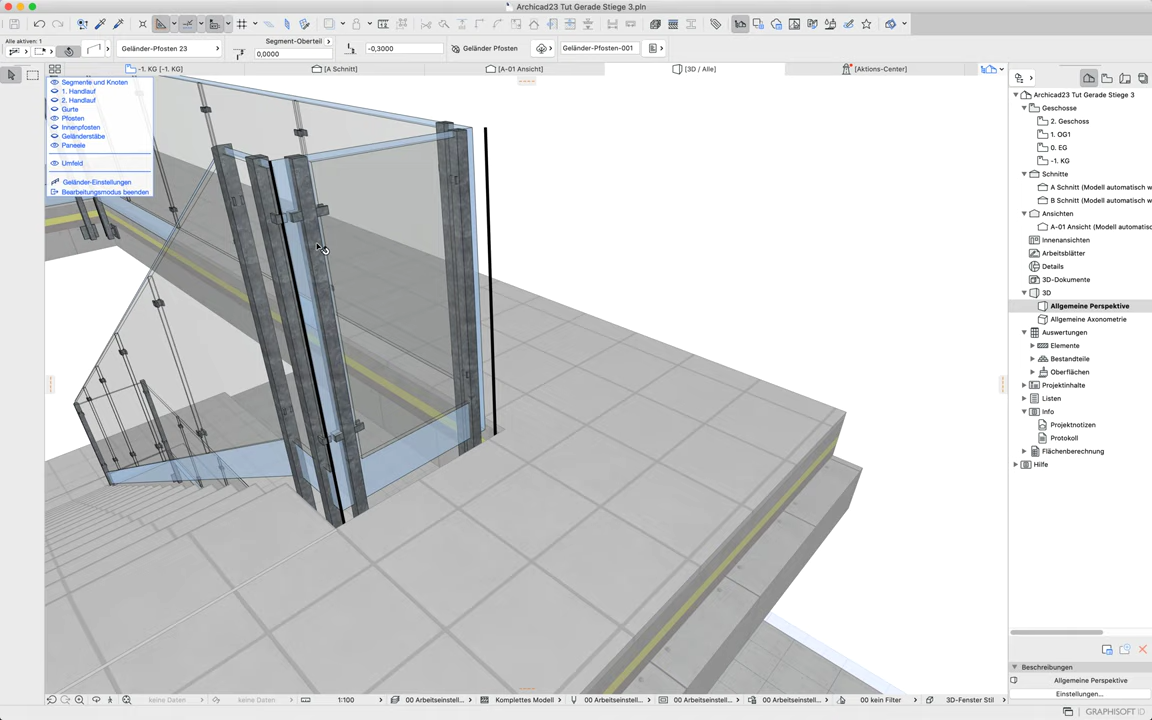 Archicad23 Tut Gerade Stiege 3.pln
Alle aktiven: 1
Geländer-Pfosten 23
Segment-Oberteil
0,0000
-0,3000
Geländer Pfosten
Geländer-Pfosten-001
-1. KG [-1. KG]
[A Schnitt]
[A-01 Ansicht]
[3D / Alle]
[Aktions-Center]
Segmente und Knoten
1. Handlauf
2. Handlauf
Gurte
Pfosten
Innenpfosten
Geländerstäbe
Paneele
Umfeld
Geländer-Einstellungen
Bearbeitungsmodus beenden
Archicad23 Tut Gerade Stiege 3
Geschosse
2. Geschoss
1. OG1
0. EG
-1. KG
Schnitte
A Schnitt (Modell automatisch w
B Schnitt (Modell automatisch w
Ansichten
A-01 Ansicht (Modell automatisc
Innenansichten
Arbeitsblätter
Details
3D-Dokumente
3D
Allgemeine Perspektive
Allgemeine Axonometrie
Auswertungen
Elemente
Bestandteile
Oberflächen
Projektinhalte
Listen
Info
Projektnotizen
Protokoll
Flächenberechnung
Hilfe
Beschreibungen
Allgemeine Perspektive
Einstellungen...
keine Daten
keine Daten
1:100
00 Arbeitseinstell...
Komplettes Modell
00 Arbeitseinstell...
00 Arbeitseinstell...
00 Arbeitseinstell...
00 kein Filter
3D-Fenster Stil
GRAPHISOFT ID